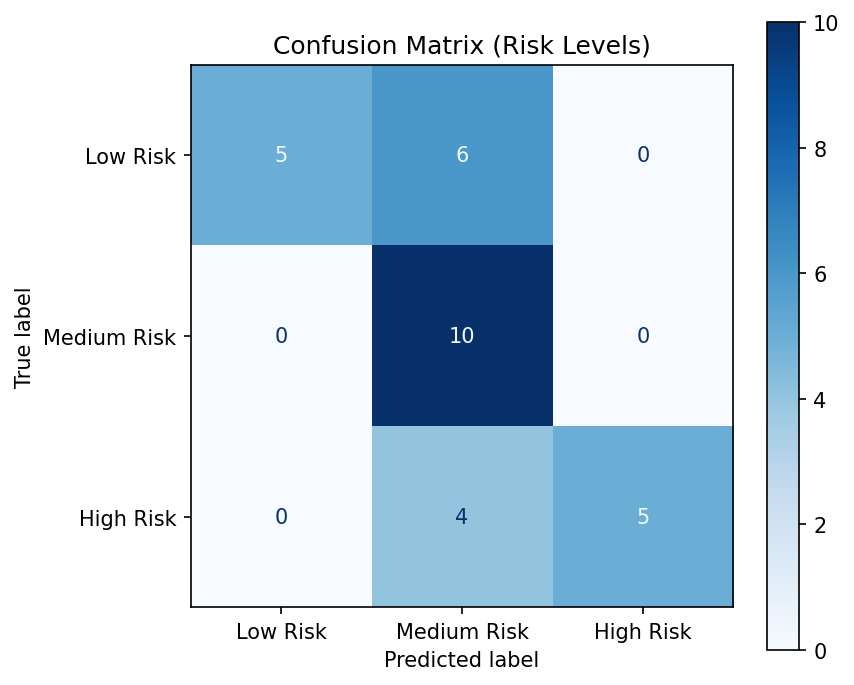 Confusion Matrix (Risk Levels)
Low Risk 5 6 0
Medium Risk 0 10 0
High Risk 0 4 5
Low Risk Medium Risk High Risk
Predicted label
True label
10
8
6
4
2
0